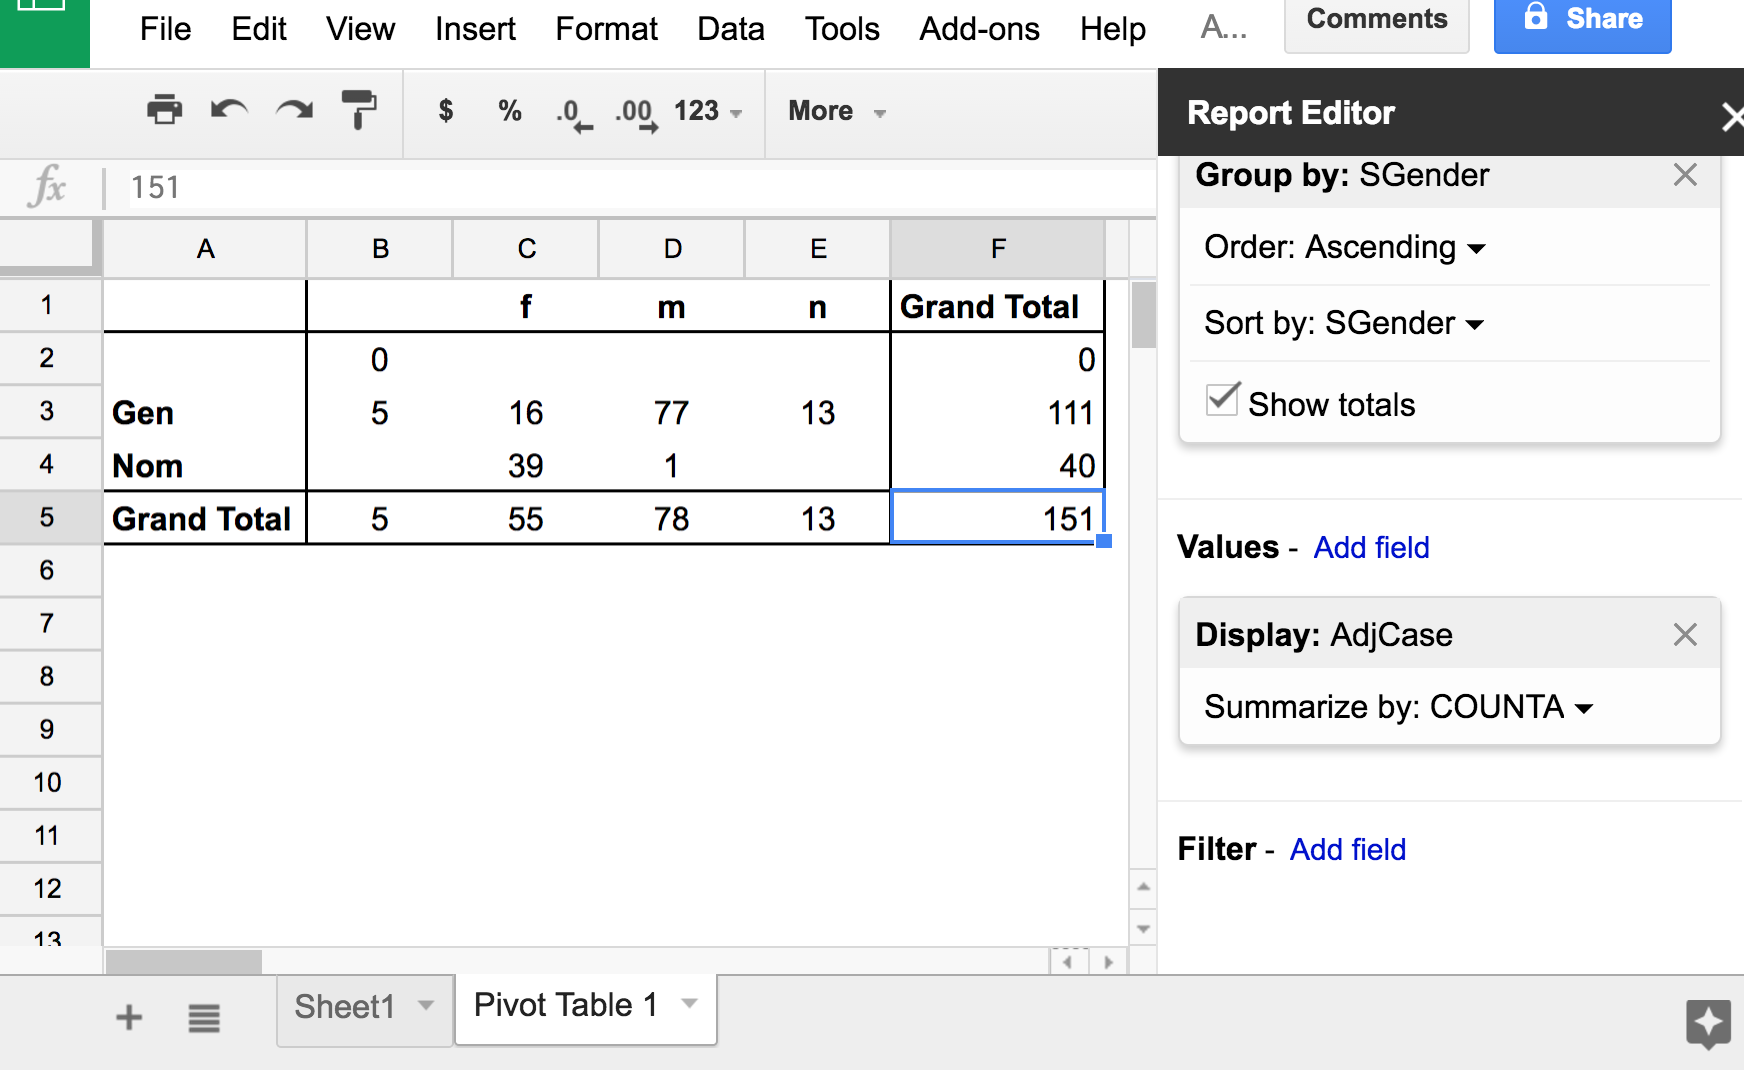 File Edit View Insert Format Data Tools Add-ons Help A... Comments Share
$ % .0 .00 123 More
fx 151
A B C D E F
1 f m n Grand Total
2 0 0
3 Gen 5 16 77 13 111
4 Nom 39 1 40
5 Grand Total 5 55 78 13 151
6
7
8
9
10
11
12
13
Sheet1 Pivot Table 1
Report Editor
Group by: SGender
Order: Ascending
Sort by: SGender
Show totals
Values - Add field
Display: AdjCase
Summarize by: COUNTA
Filter - Add field